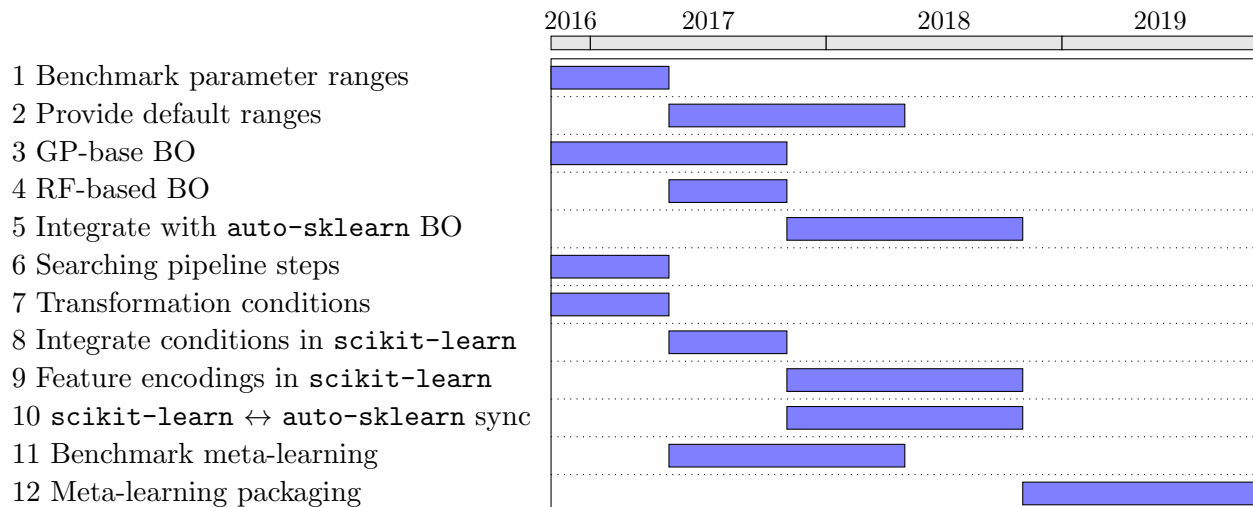 2016 2017 2018 2019
1 Benchmark parameter ranges
2 Provide default ranges
3 GP-base BO
4 RF-based BO
5 Integrate with auto-sklearn BO
6 Searching pipeline steps
7 Transformation conditions
8 Integrate conditions in scikit-learn
9 Feature encodings in scikit-learn
10 scikit-learn ↔ auto-sklearn sync
11 Benchmark meta-learning
12 Meta-learning packaging